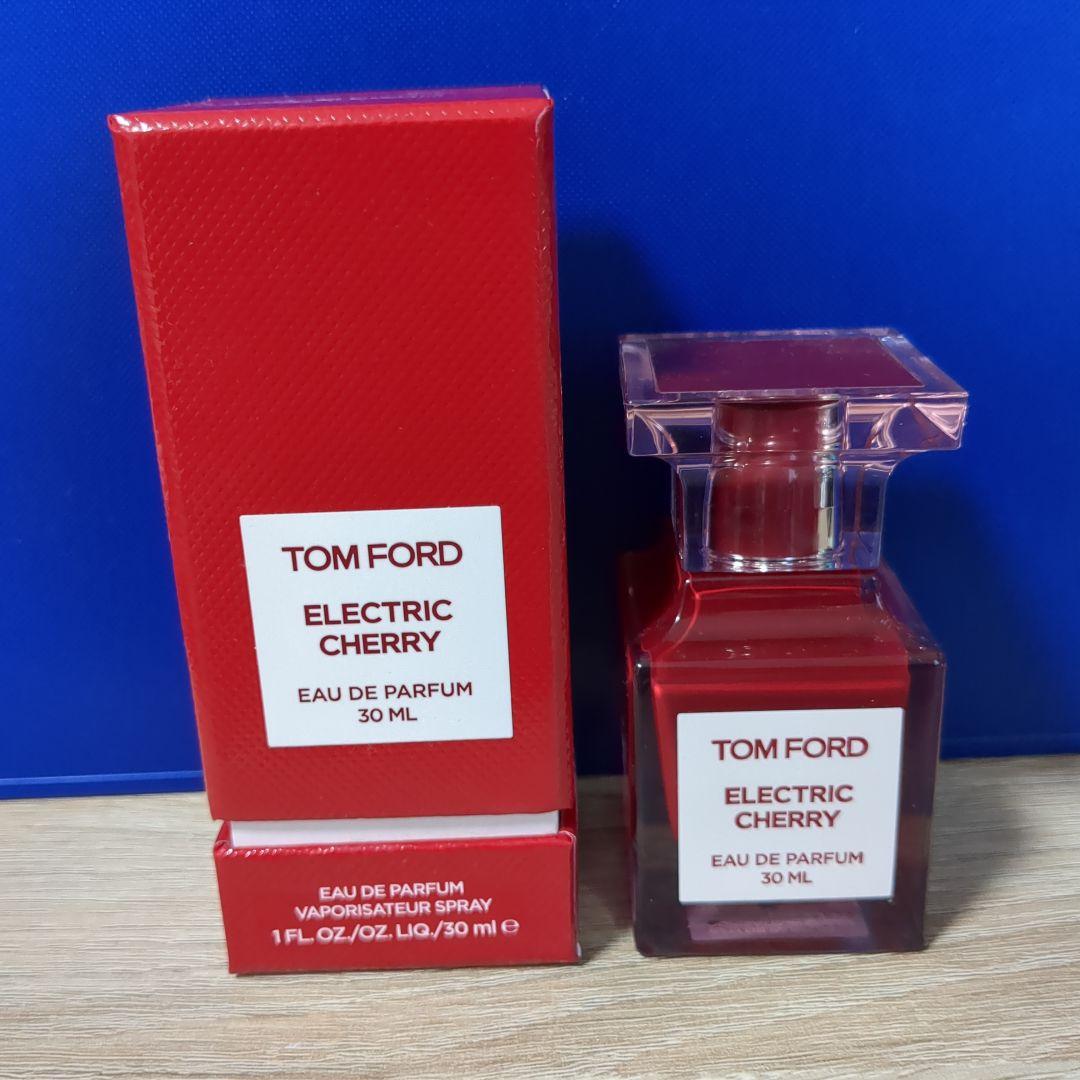 TOM FORD
ELECTRIC
CHERRY
EAU DE PARFUM
30 ML
EAU DE PARFUM
VAPORISATEUR SPRAY
1 FL. OZ./OZ. LIQ./30 ml ℮
TOM FORD
ELECTRIC
CHERRY
EAU DE PARFUM
30 ML